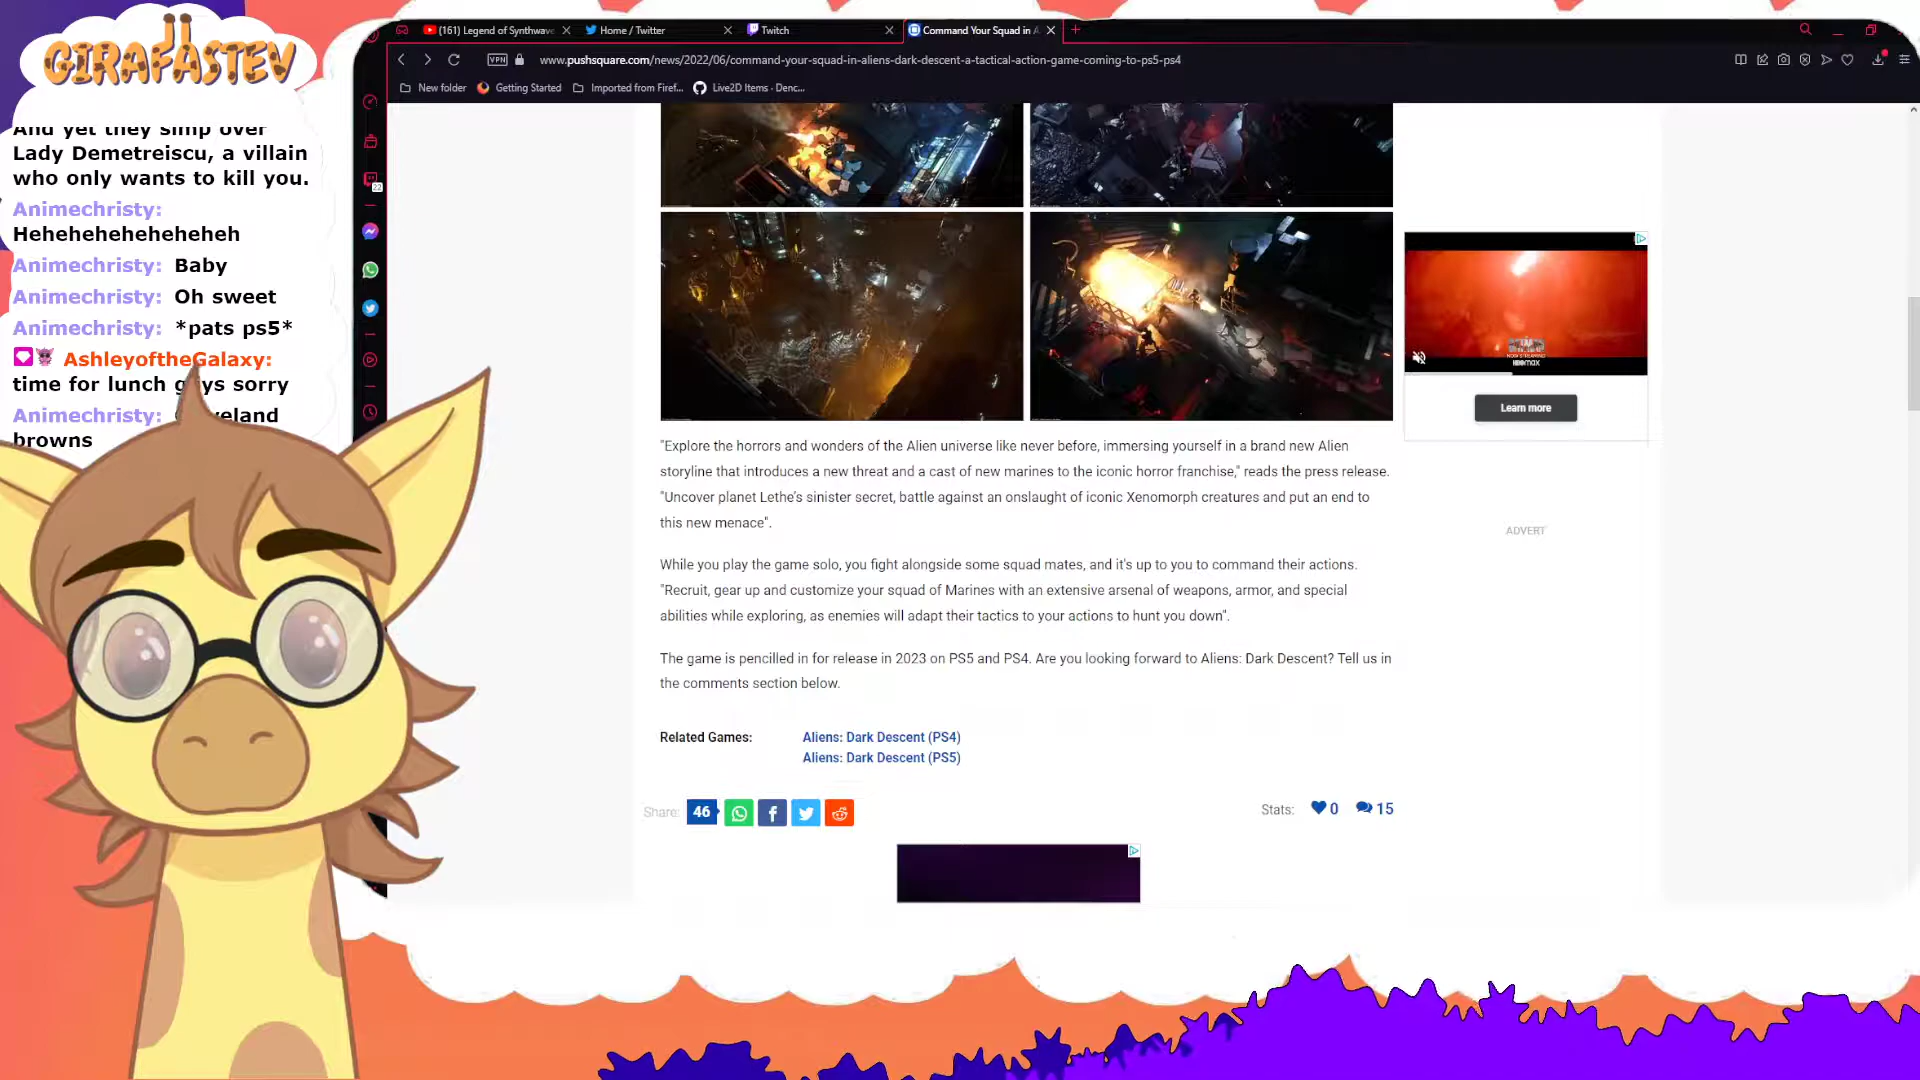 GIRAFASTEV
And yet they simp over
Lady Demetreiscu, a villain
who only wants to kill you.
Animechristy:
Heheheheheheheheh
Animechristy: Baby
Animechristy: Oh sweet
Animechristy: *pats ps5*
AshleyoftheGalaxy:
time for lunch guys sorry
Animechristy:
browns
(161) Legend of Synthwave
Home / Twitter
Twitch
Command Your Squad in A
VPN
www.pushsquare.com/news/2022/06/command-your-squad-in-aliens-dark-descent-a-tactical-action-game-coming-to-ps5-ps4
New folder
Getting Started
Imported from Firef...
Live2D Items - Denc...
22
"Explore the horrors and wonders of the Alien universe like never before, immersing yourself in a brand new Alien
storyline that introduces a new threat and a cast of new marines to the iconic horror franchise," reads the press release.
"Uncover planet Lethe's sinister secret, battle against an onslaught of iconic Xenomorph creatures and put an end to
this new menace".
While you play the game solo, you fight alongside some squad mates, and it's up to you to command their actions.
"Recruit, gear up and customize your squad of Marines with an extensive arsenal of weapons, armor, and special
abilities while exploring, as enemies will adapt their tactics to your actions to hunt you down".
The game is pencilled in for release in 2023 on PS5 and PS4. Are you looking forward to Aliens: Dark Descent? Tell us in
the comments section below.
Related Games:
Aliens: Dark Descent (PS4)
Aliens: Dark Descent (PS5)
Share: 46
Stats: 0 15
HBOMAX
Learn more
ADVERT